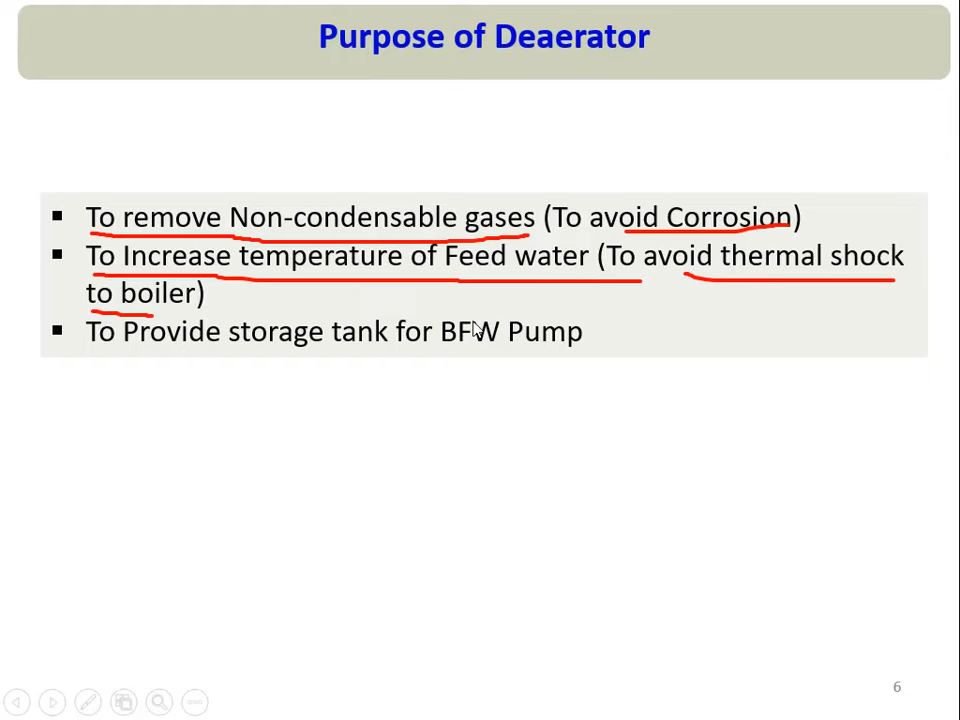 Purpose of Deaerator
▪ To remove Non-condensable gases (To avoid Corrosion)
▪ To Increase temperature of Feed water (To avoid thermal shock
to boiler)
▪ To Provide storage tank for BFW Pump
6